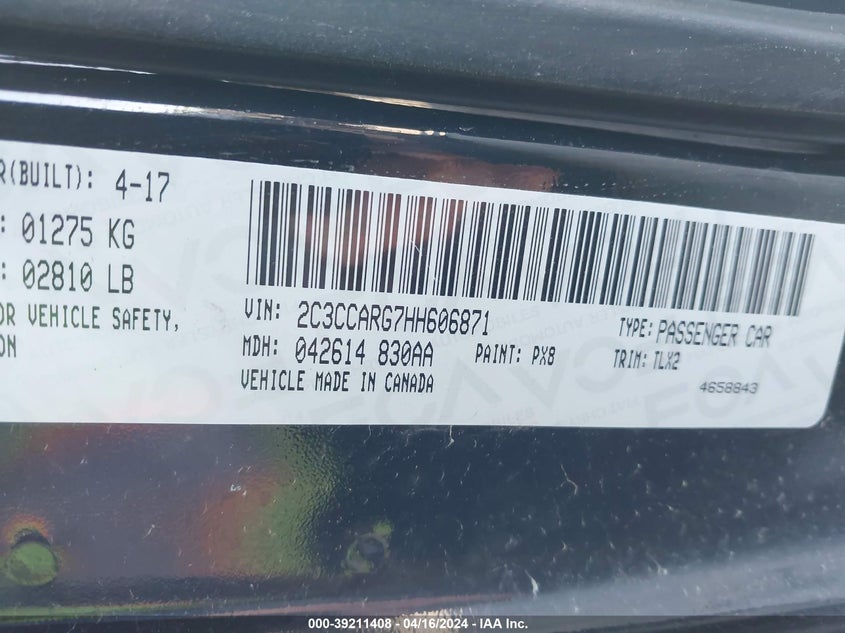 R(BUILT): 4-17
: 01275 KG
: 02810 LB
OR VEHICLE SAFETY,
ON
VIN: 2C3CCARG7HH606871
TYPE: PASSENGER CAR
MDH: 042614 830AA
PAINT: PX8
TRIM: TLX2
VEHICLE MADE IN CANADA
4658843
000-39211408 - 04/16/2024 - IAA Inc.